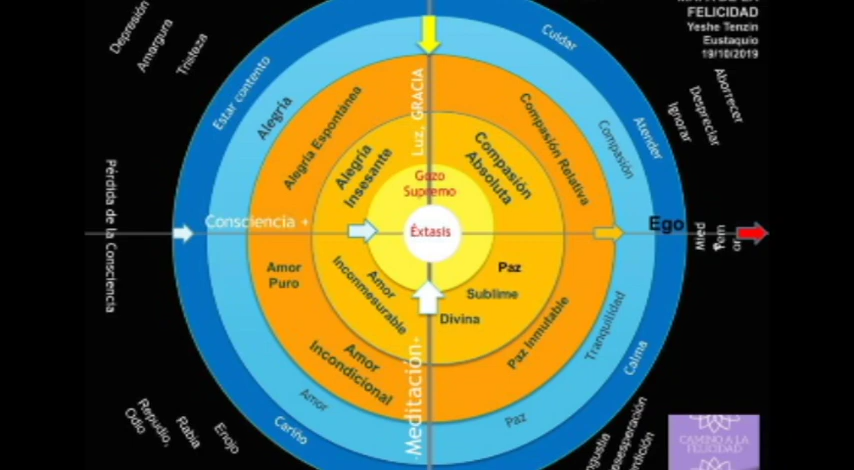 FELICIDAD
Yeshe Tenzin
Eustaquio
19/10/2019
Depresión
Amargura
Tristeza
Aborrecer
Despreciar
Ignorar
Cuidar
Atender
Estar contento
Alegría
Compasión
Alegría Espontánea
Compasión Relativa
Luz, GRACIA
Alegría
Insesante
Compasión
Absoluta
Gozo
Supremo
Éxtasis
Consciencia +
Ego
Pérdida de la Consciencia
Amor
Puro
Amor
Inconmesurable
Paz
Sublime
Divina
Amor
Incondicional
Paz Inmutable
Meditación
Tranquilidad
Calma
Amor
Paz
Cariño
Odio
Repudio,
Rabia
Enojo
CAMINO A LA
FELICIDAD